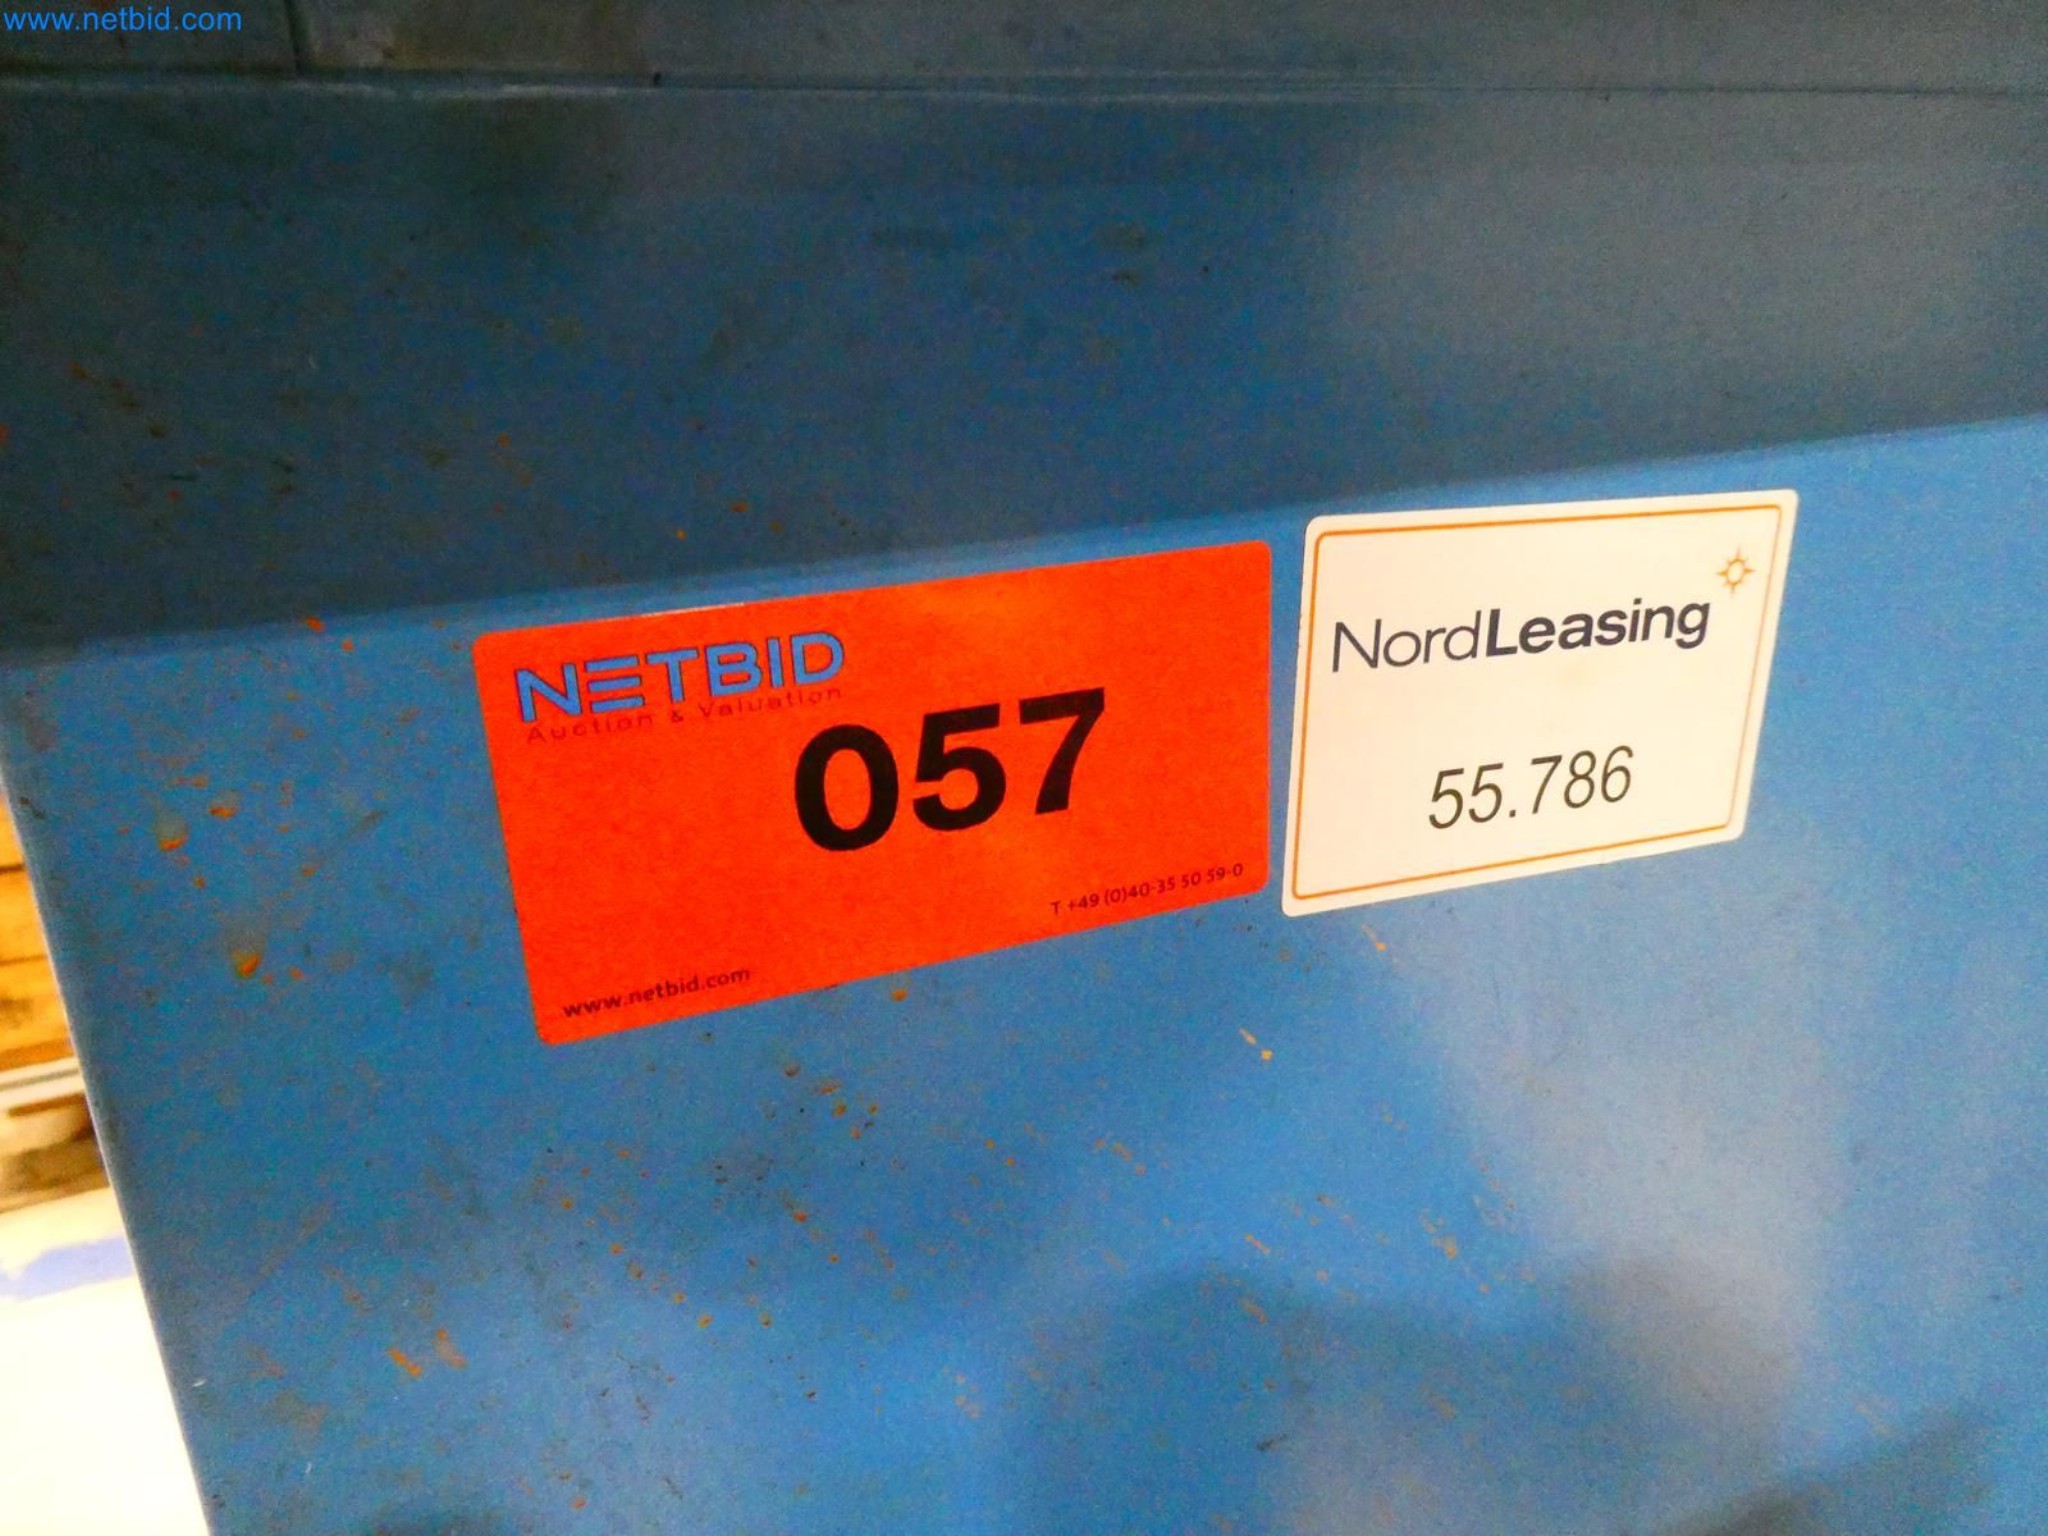 www.netbid.com
NETBID
Auction & Valuation
057
T +49 (0)40-35 50 59-0
www.netbid.com
NordLeasing
55.786